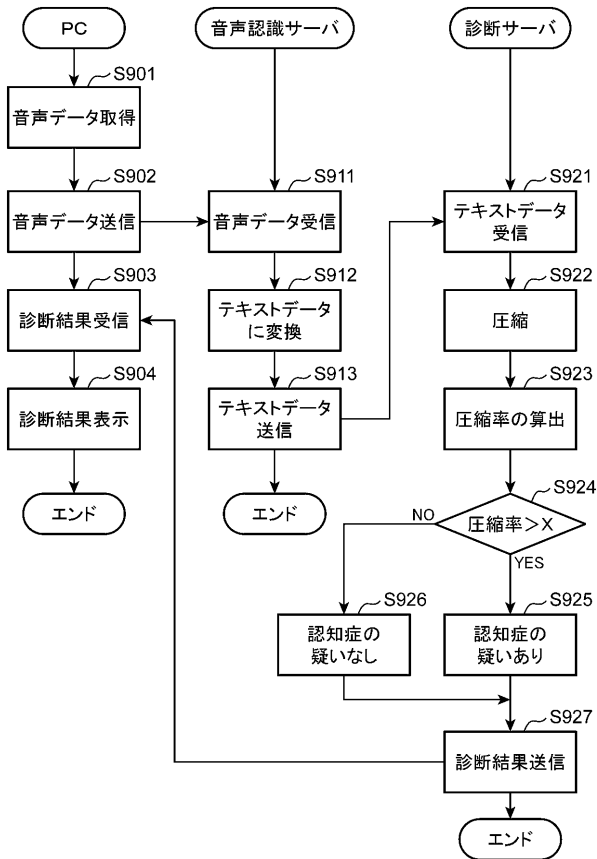 PC
音声認識サーバ
診断サーバ
S901
音声データ取得
S902
音声データ送信
S911
音声データ受信
S921
テキストデータ
受信
S903
診断結果受信
S912
テキストデータ
に変換
S922
圧縮
S904
診断結果表示
S913
テキストデータ
送信
S923
圧縮率の算出
エンド
エンド
S924
圧縮率>X
NO
YES
S926
認知症の
疑いなし
S925
認知症の
疑いあり
S927
診断結果送信
エンド